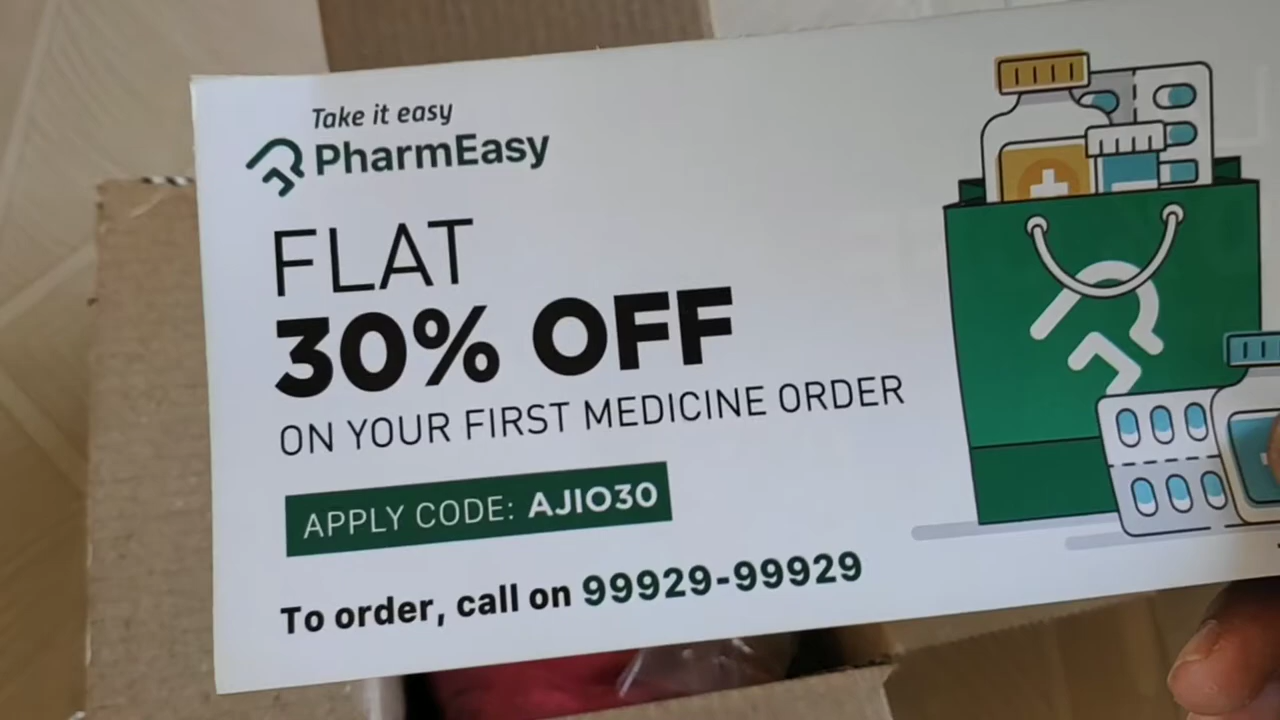 Take it easy
PharmEasy
FLAT
30% OFF
ON YOUR FIRST MEDICINE ORDER
APPLY CODE: AJIO30
To order, call on 99929-99929